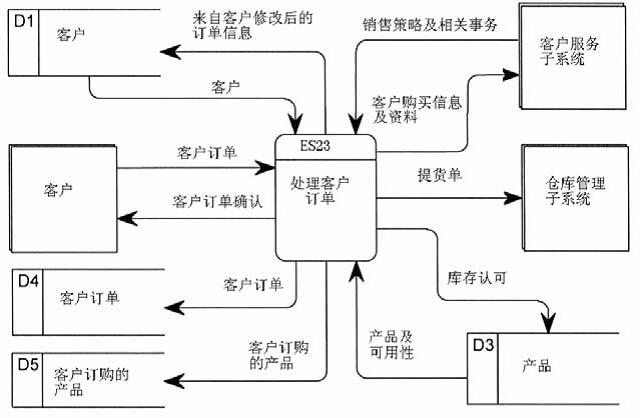 D1
客户
来自客户修改后的
订单信息
销售策略及相关事务
客户服务
子系统
客户
客户购买信息
及资料
ES23
处理客户
订单
客户订单
客户
客户订单确认
提货单
仓库管理
子系统
D4
客户订单
客户订单
库存认可
D5
客户订购的
产品
客户订购
的产品
产品及
可用性
D3
产品